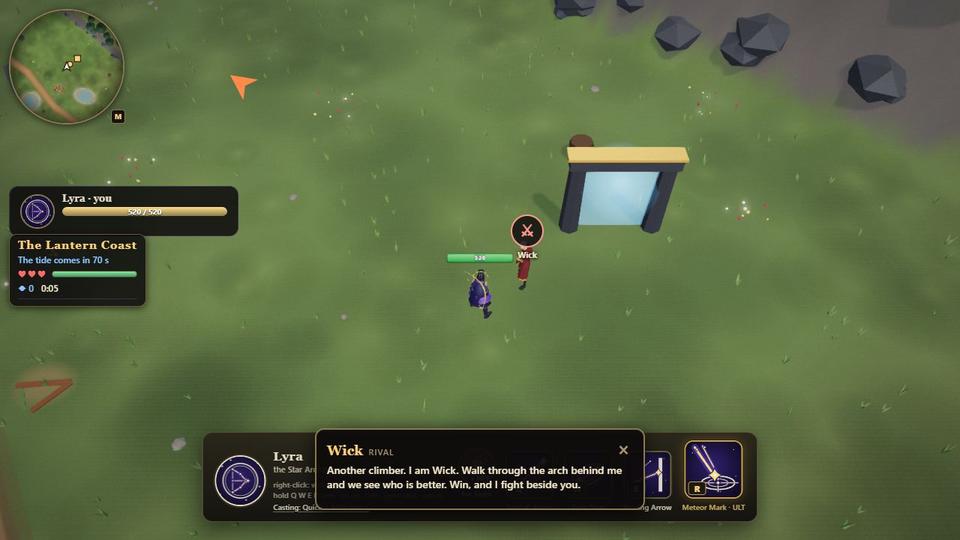 M
Lyra · you
520 / 520
The Lantern Coast
The tide comes in 70 s
0 0:05
520
Wick
Lyra
the Star Ar
right-click: w
hold Q W E
Casting: Quic
Wick RIVAL
Another climber. I am Wick. Walk through the arch behind me
and we see who is better. Win, and I fight beside you.
R
ng Arrow
Meteor Mark · ULT